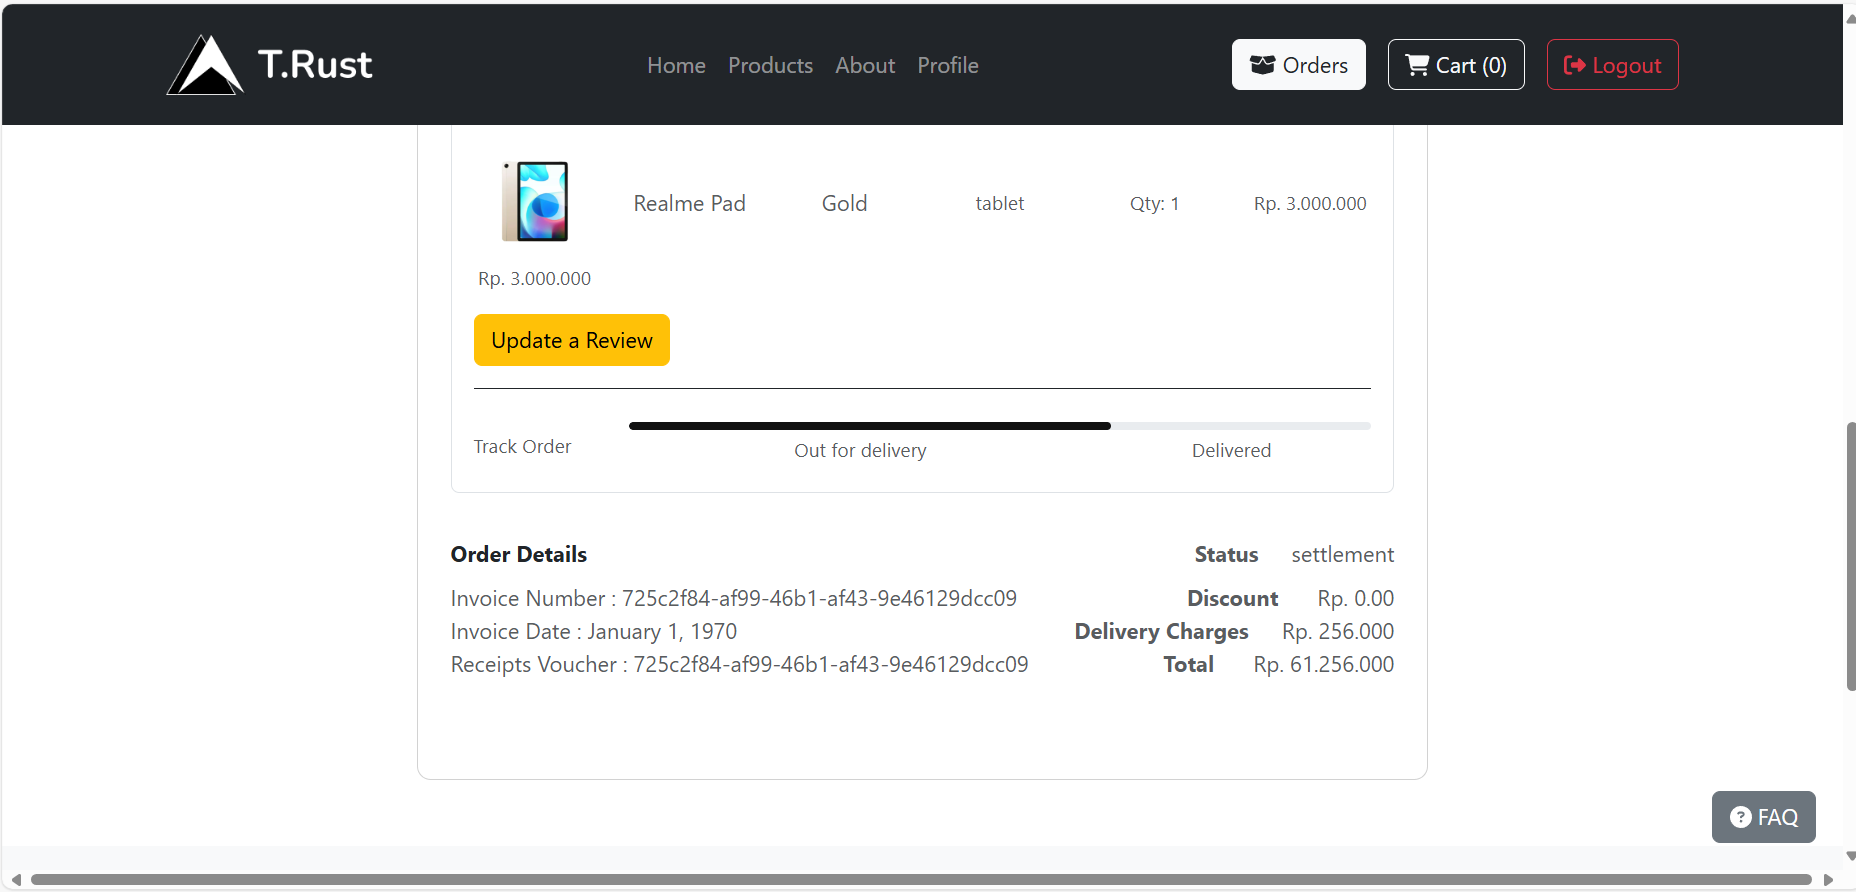 T.Rust
Home Products About Profile
Orders
Cart (0)
Logout
Realme Pad Gold tablet Qty: 1 Rp. 3.000.000
Rp. 3.000.000
Update a Review
Track Order Out for delivery Delivered
Order Details
Status settlement
Invoice Number : 725c2f84-af99-46b1-af43-9e46129dcc09
Discount Rp. 0.00
Invoice Date : January 1, 1970
Delivery Charges Rp. 256.000
Receipts Voucher : 725c2f84-af99-46b1-af43-9e46129dcc09
Total Rp. 61.256.000
? FAQ